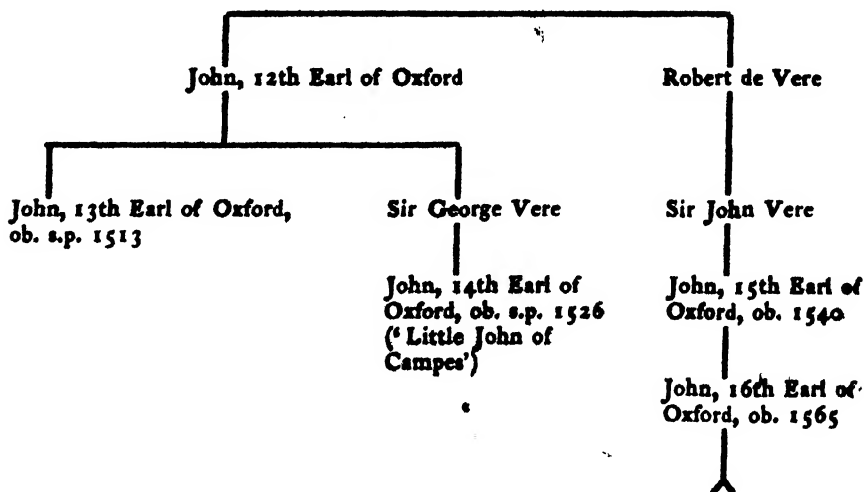 John, 12th Earl of Oxford
Robert de Vere
John, 13th Earl of Oxford,
ob. s.p. 1513
Sir George Vere
Sir John Vere
John, 14th Earl of
Oxford, ob. s.p. 1526
(‘ Little John of
Campes’)
John, 15th Earl of
Oxford, ob. 1540
John, 16th Earl of
Oxford, ob. 1565